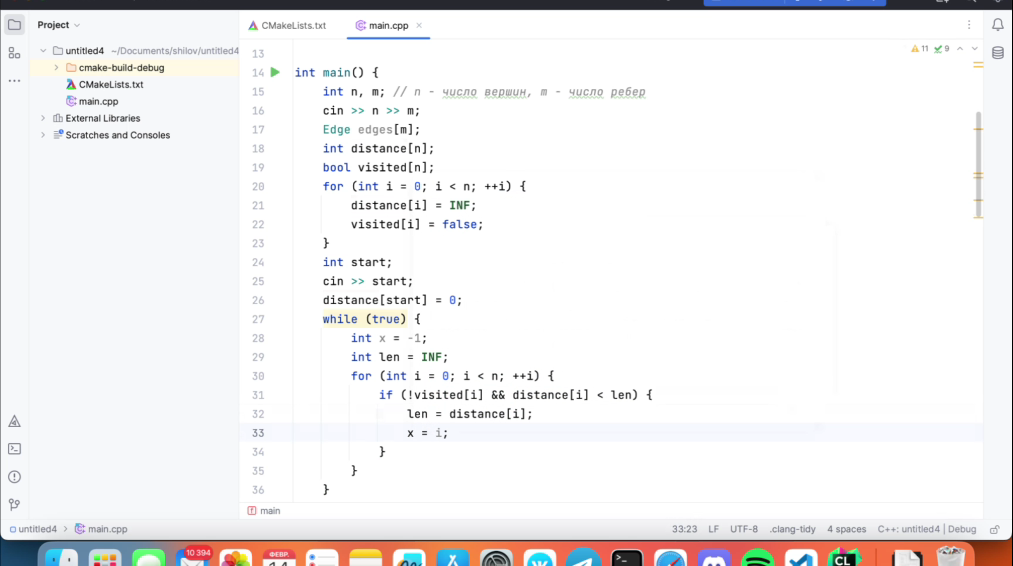 Project
CMakeLists.txt
main.cpp
11
9
untitled4 ~/Documents/shilov/untitled4
cmake-build-debug
CMakeLists.txt
main.cpp
External Libraries
Scratches and Consoles
13
14 int main() {
15 int n, m; // n - число вершин, m - число ребер
16 cin >> n >> m;
17 Edge edges[m];
18 int distance[n];
19 bool visited[n];
20 for (int i = 0; i < n; ++i) {
21 distance[i] = INF;
22 visited[i] = false;
23 }
24 int start;
25 cin >> start;
26 distance[start] = 0;
27 while (true) {
28 int x = -1;
29 int len = INF;
30 for (int i = 0; i < n; ++i) {
31 if (!visited[i] && distance[i] < len) {
32 len = distance[i];
33 x = i;
34 }
35 }
36 }
main
untitled4 > main.cpp
33:23 LF UTF-8 .clang-tidy 4 spaces C++: untitled4 | Debug
10 394
ФЕВР.
CL